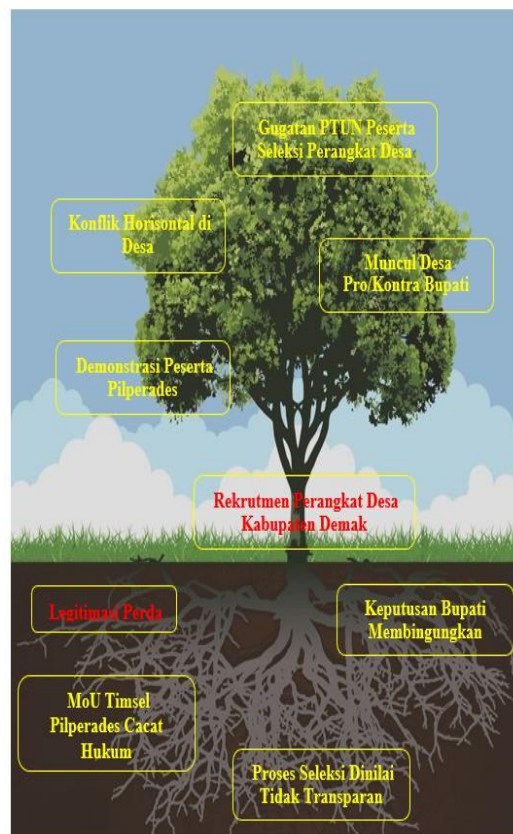 Gugatan PTUN Peserta
Seleksi Perangkat Desa
Konflik Horisontal di
Desa
Muncul Desa
Pro/Kontra Bupati
Demonstrasi Peserta
Pilperades
Rekrutmen Perangkat Desa
Kabupaten Demak
Legitimasi Perda
Keputusan Bupati
Membingungkan
MoU Timsel
Pilperades Cacat
Hukum
Proses Seleksi Dinilai
Tidak Transparan